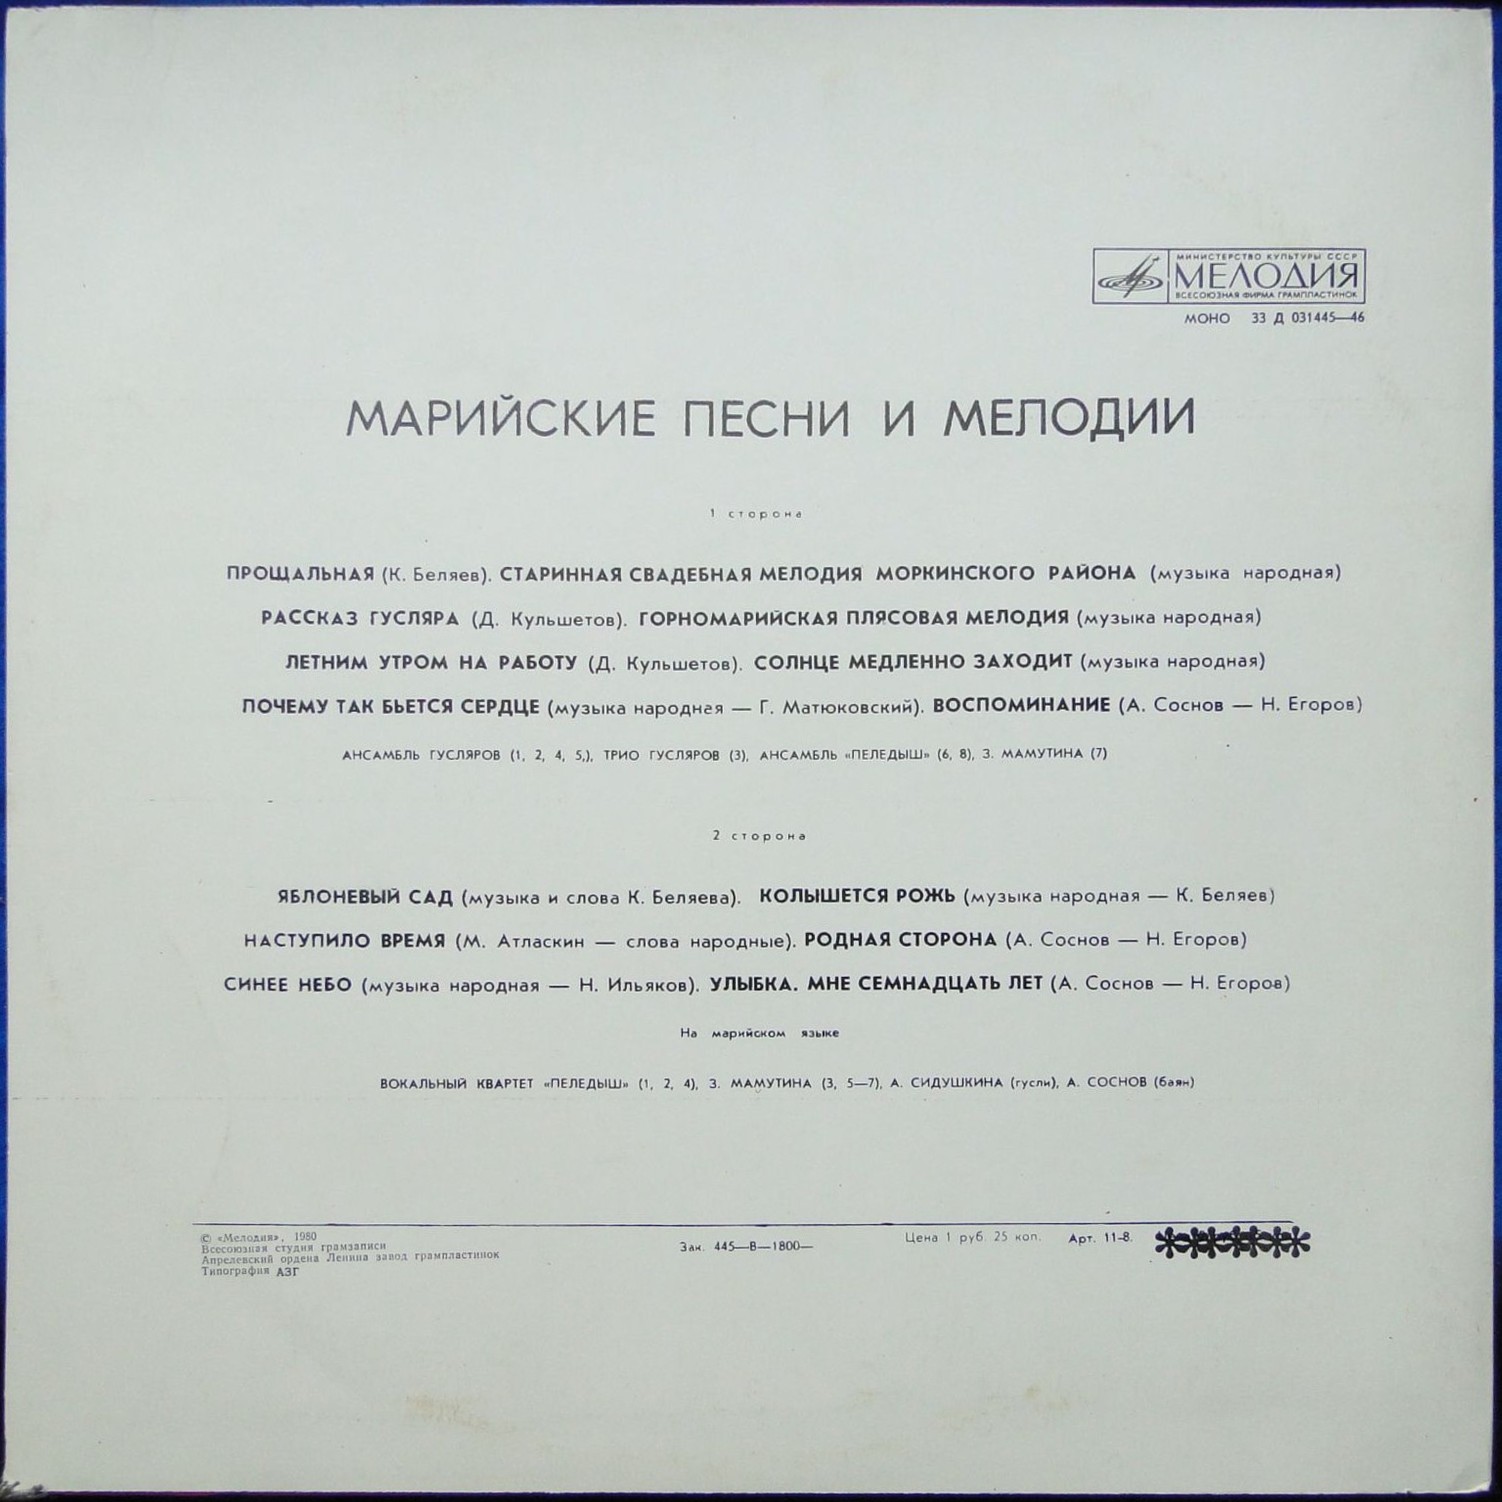 МИНИСТЕРСТВО КУЛЬТУРЫ СССР
МЕЛОДИЯ
ВСЕСОЮЗНАЯ ФИРМА ГРАМПЛАСТИНОК
МОНО 33 Д 031445—46
МАРИЙСКИЕ ПЕСНИ И МЕЛОДИИ
1 сторона
ПРОЩАЛЬНАЯ (К. Беляев). СТАРИННАЯ СВАДЕБНАЯ МЕЛОДИЯ МОРКИНСКОГО РАЙОНА (музыка народная)
РАССКАЗ ГУСЛЯРА (Д. Кульшетов). ГОРНОМАРИЙСКАЯ ПЛЯСОВАЯ МЕЛОДИЯ (музыка народная)
ЛЕТНИМ УТРОМ НА РАБОТУ (Д. Кульшетов). СОЛНЦЕ МЕДЛЕННО ЗАХОДИТ (музыка народная)
ПОЧЕМУ ТАК БЬЕТСЯ СЕРДЦЕ (музыка народная — Г. Матюковский). ВОСПОМИНАНИЕ (А. Соснов — Н. Егоров)
АНСАМБЛЬ ГУСЛЯРОВ (1, 2, 4, 5,), ТРИО ГУСЛЯРОВ (3), АНСАМБЛЬ «ПЕЛЕДЫШ» (6, 8), З. МАМУТИНА (7)
2 сторона
ЯБЛОНЕВЫЙ САД (музыка и слова К. Беляева). КОЛЫШЕТСЯ РОЖЬ (музыка народная — К. Беляев)
НАСТУПИЛО ВРЕМЯ (М. Атласкин — слова народные). РОДНАЯ СТОРОНА (А. Соснов — Н. Егоров)
СИНЕЕ НЕБО (музыка народная — Н. Ильяков). УЛЫБКА. МНЕ СЕМНАДЦАТЬ ЛЕТ (А. Соснов — Н. Егоров)
На марийском языке
ВОКАЛЬНЫЙ КВАРТЕТ «ПЕЛЕДЫШ» (1, 2, 4), З. МАМУТИНА (3, 5—7), А. СИДУШКИНА (гусли), А. СОСНОВ (баян)
© «Мелодия», 1980
Всесоюзная студия грамзаписи
Апрелевский ордена Ленина завод грампластинок
Типография АЗГ
Зак. 445—В—1800—
Цена 1 руб. 25 коп. Арт. 11-8.